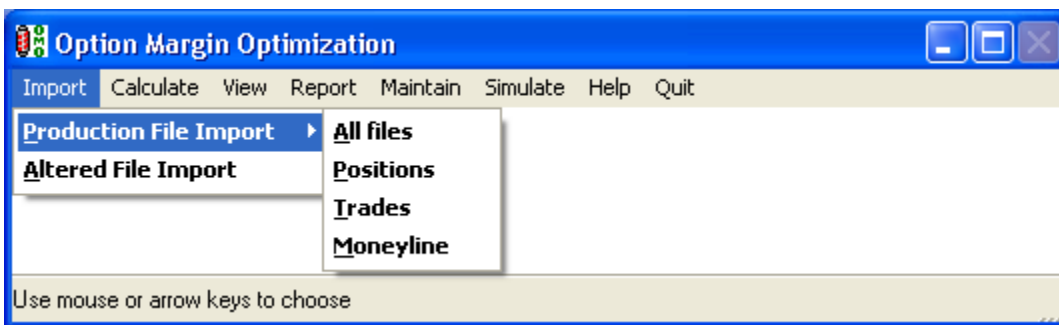 OMO Option Margin Optimization
Import Calculate View Report Maintain Simulate Help Quit
Production File Import All files
Altered File Import Positions
Trades
Moneyline
Use mouse or arrow keys to choose